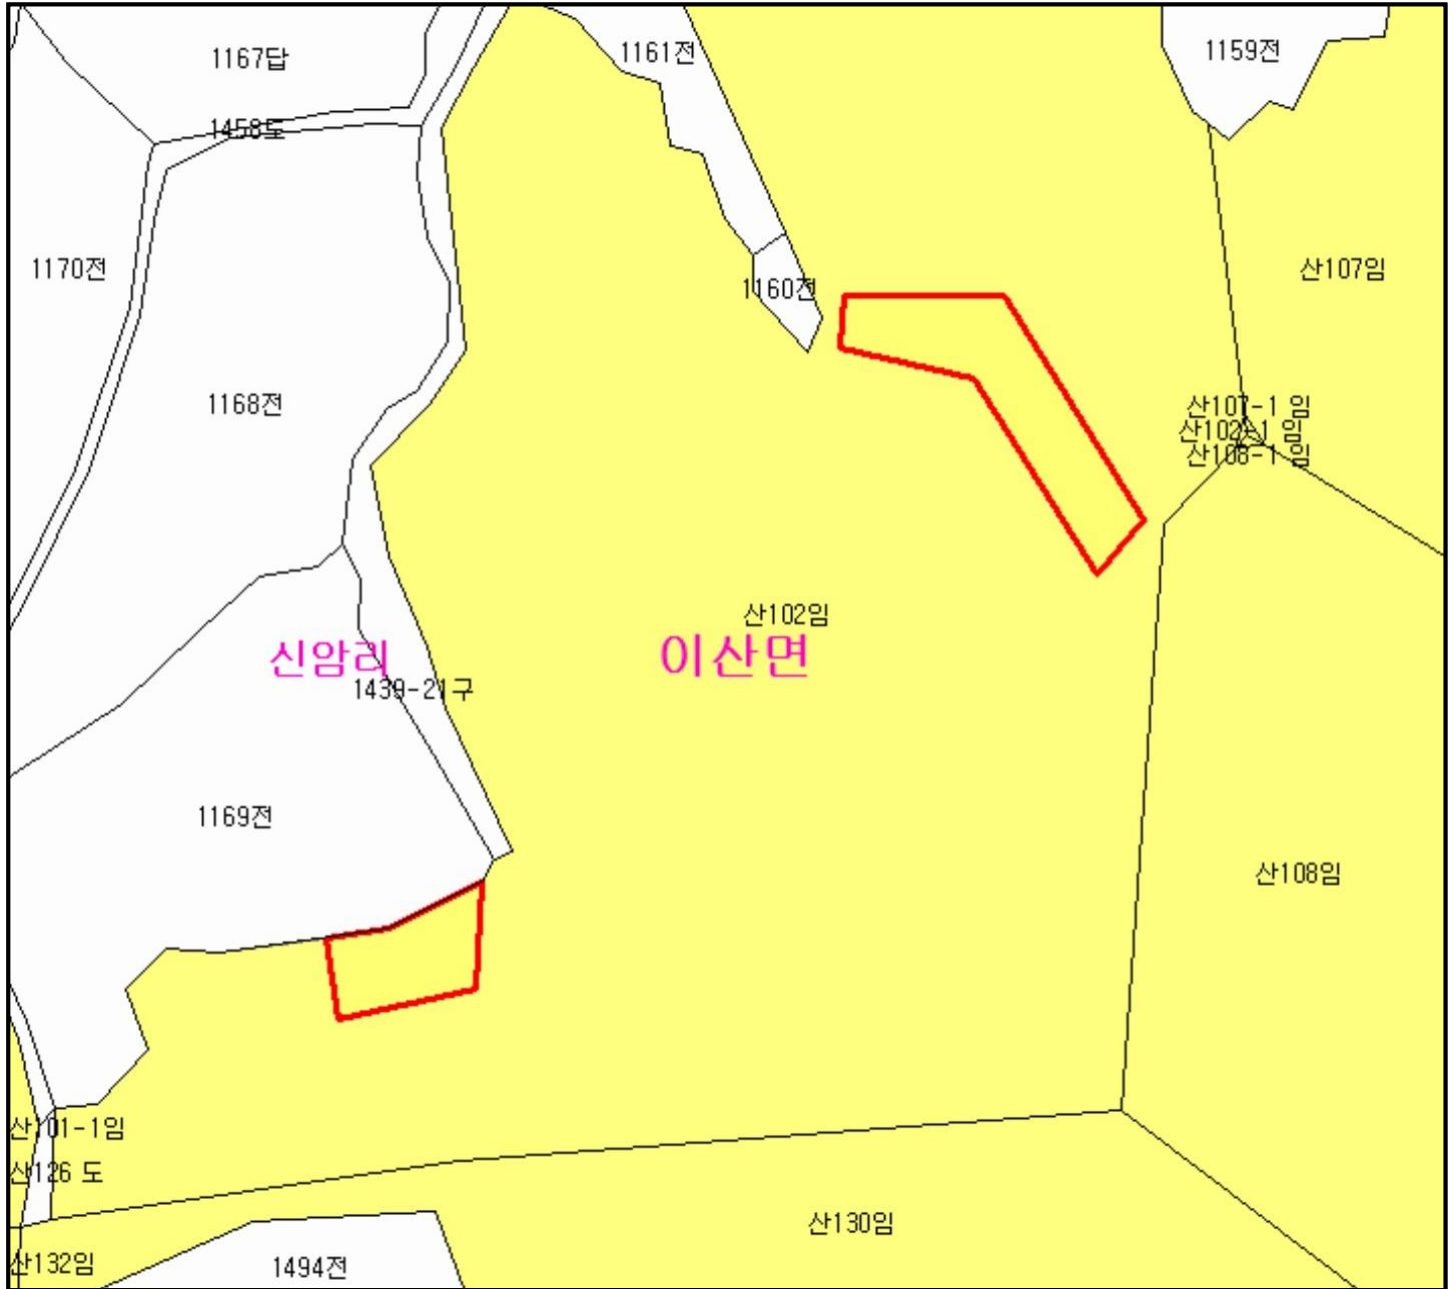 1167답
1161전
1159전
1458도
1170전
산107임
1160전
1168전
산107-1 임
산102-1 임
산108-1 임
산102임
신암리
이산면
1439-21구
1169전
산108임
산101-1임
산126 도
산130임
산132임
1494전